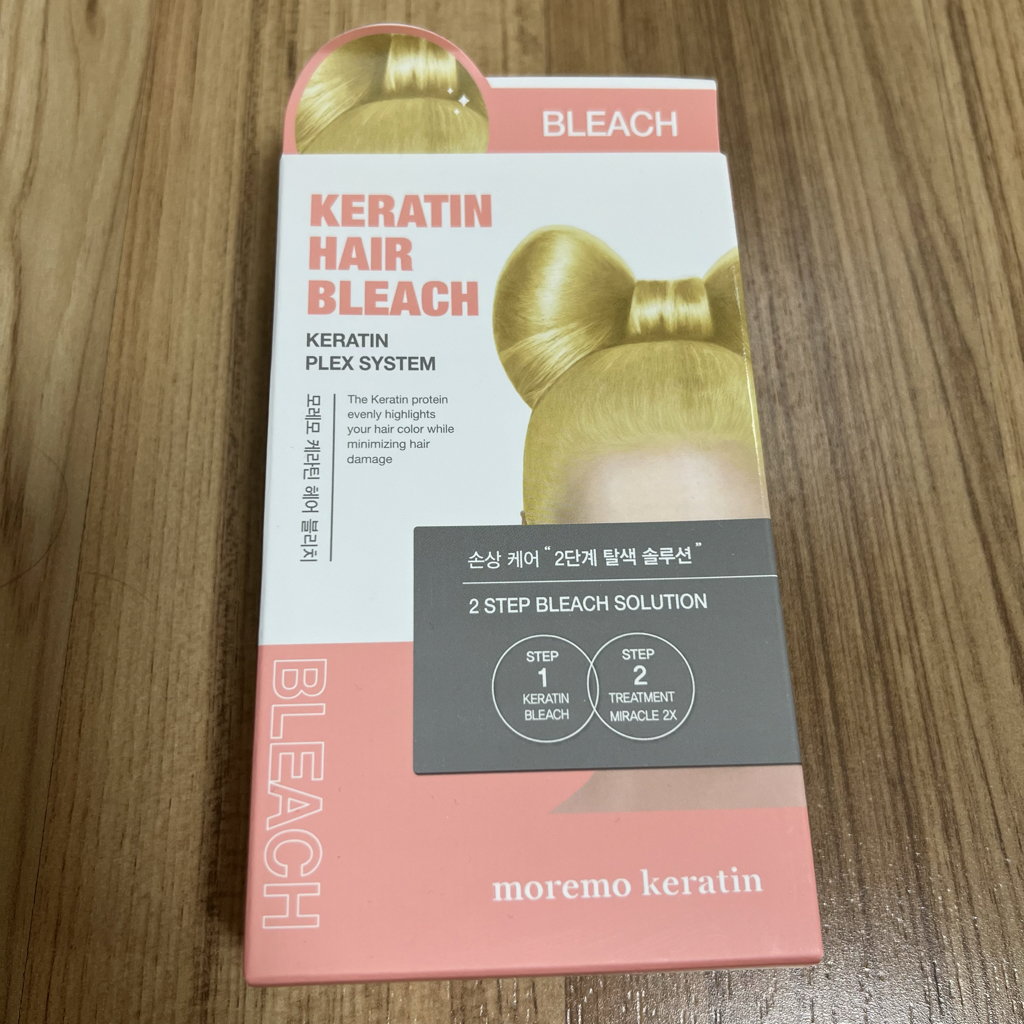 BLEACH
KERATIN
HAIR
BLEACH
KERATIN
PLEX SYSTEM
모레모 케라틴 헤어 블리치
The Keratin protein
evenly highlights
your hair color while
minimizing hair
damage
손상 케어 “2단계 탈색 솔루션”
2 STEP BLEACH SOLUTION
STEP
1
KERATIN
BLEACH
STEP
2
TREATMENT
MIRACLE 2X
BLEACH
moremo keratin